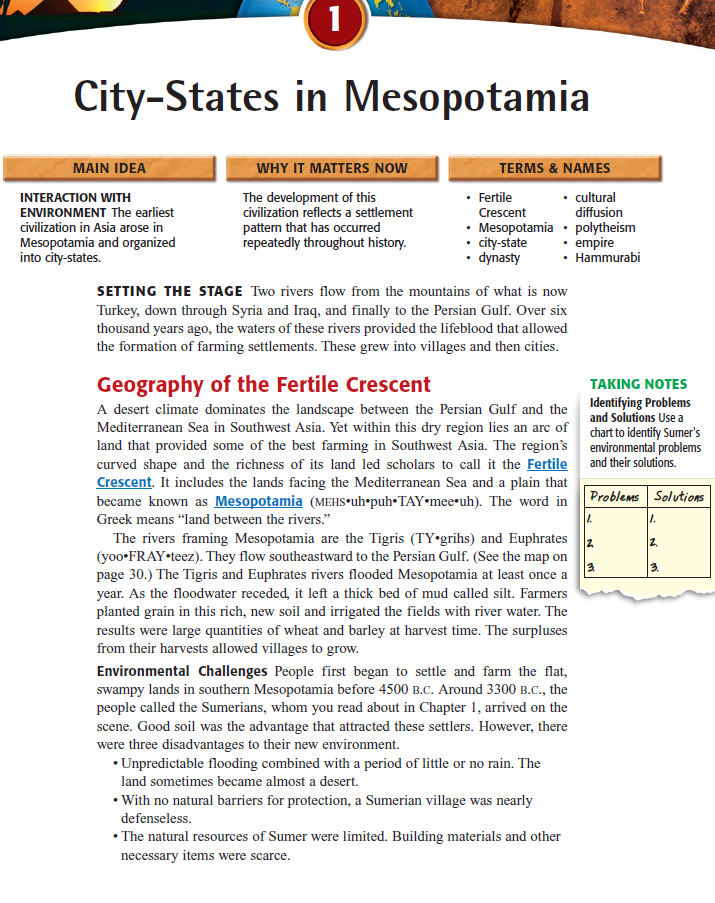 1
City-States in Mesopotamia
MAIN IDEA
INTERACTION WITH
ENVIRONMENT The earliest
civilization in Asia arose in
Mesopotamia and organized
into city-states.
WHY IT MATTERS NOW
The development of this
civilization reflects a settlement
pattern that has occurred
repeatedly throughout history.
TERMS & NAMES
• Fertile
Crescent
• Mesopotamia
• city-state
• dynasty
• cultural
diffusion
• polytheism
• empire
• Hammurabi
SETTING THE STAGE Two rivers flow from the mountains of what is now
Turkey, down through Syria and Iraq, and finally to the Persian Gulf. Over six
thousand years ago, the waters of these rivers provided the lifeblood that allowed
the formation of farming settlements. These grew into villages and then cities.
Geography of the Fertile Crescent
A desert climate dominates the landscape between the Persian Gulf and the
Mediterranean Sea in Southwest Asia. Yet within this dry region lies an arc of
land that provided some of the best farming in Southwest Asia. The region's
curved shape and the richness of its land led scholars to call it the Fertile
Crescent. It includes the lands facing the Mediterranean Sea and a plain that
became known as Mesopotamia (MEHS•uh•puh•TAY•mee•uh). The word in
Greek means “land between the rivers.”
The rivers framing Mesopotamia are the Tigris (TY•grihs) and Euphrates
(yoo•FRAY•teez). They flow southeastward to the Persian Gulf. (See the map on
page 30.) The Tigris and Euphrates rivers flooded Mesopotamia at least once a
year. As the floodwater receded, it left a thick bed of mud called silt. Farmers
planted grain in this rich, new soil and irrigated the fields with river water. The
results were large quantities of wheat and barley at harvest time. The surpluses
from their harvests allowed villages to grow.
Environmental Challenges People first began to settle and farm the flat,
swampy lands in southern Mesopotamia before 4500 B.C. Around 3300 B.C., the
people called the Sumerians, whom you read about in Chapter 1, arrived on the
scene. Good soil was the advantage that attracted these settlers. However, there
were three disadvantages to their new environment.
• Unpredictable flooding combined with a period of little or no rain. The
land sometimes became almost a desert.
• With no natural barriers for protection, a Sumerian village was nearly
defenseless.
• The natural resources of Sumer were limited. Building materials and other
necessary items were scarce.
TAKING NOTES
Identifying Problems
and Solutions Use a
chart to identify Sumer's
environmental problems
and their solutions.
Problems Solutions
1. 1.
2. 2.
3. 3.